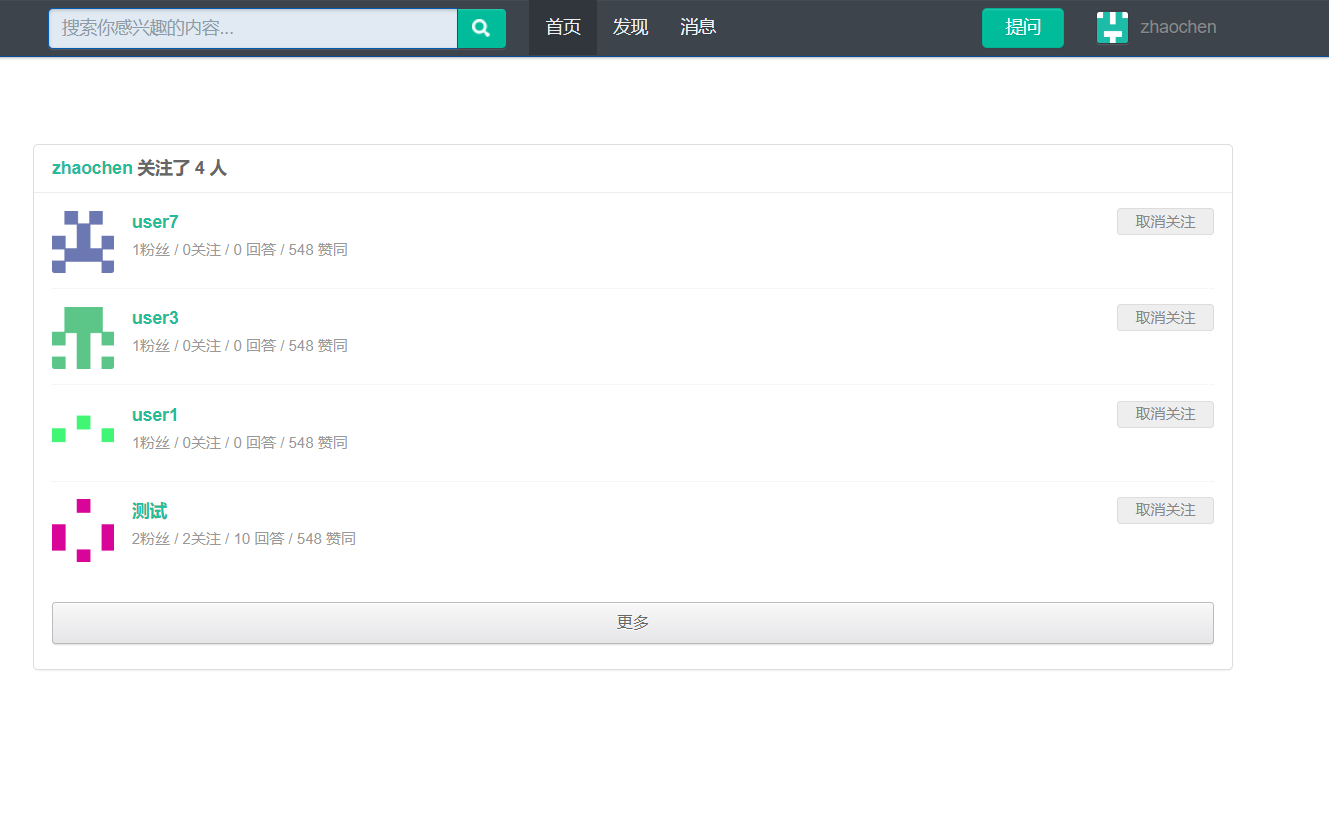 搜索你感兴趣的内容... 首页 发现 消息 提问 zhaochen
zhaochen 关注了 4 人
user7 取消关注
1粉丝 / 0关注 / 0 回答 / 548 赞同
user3 取消关注
1粉丝 / 0关注 / 0 回答 / 548 赞同
user1 取消关注
1粉丝 / 0关注 / 0 回答 / 548 赞同
测试 取消关注
2粉丝 / 2关注 / 10 回答 / 548 赞同
更多